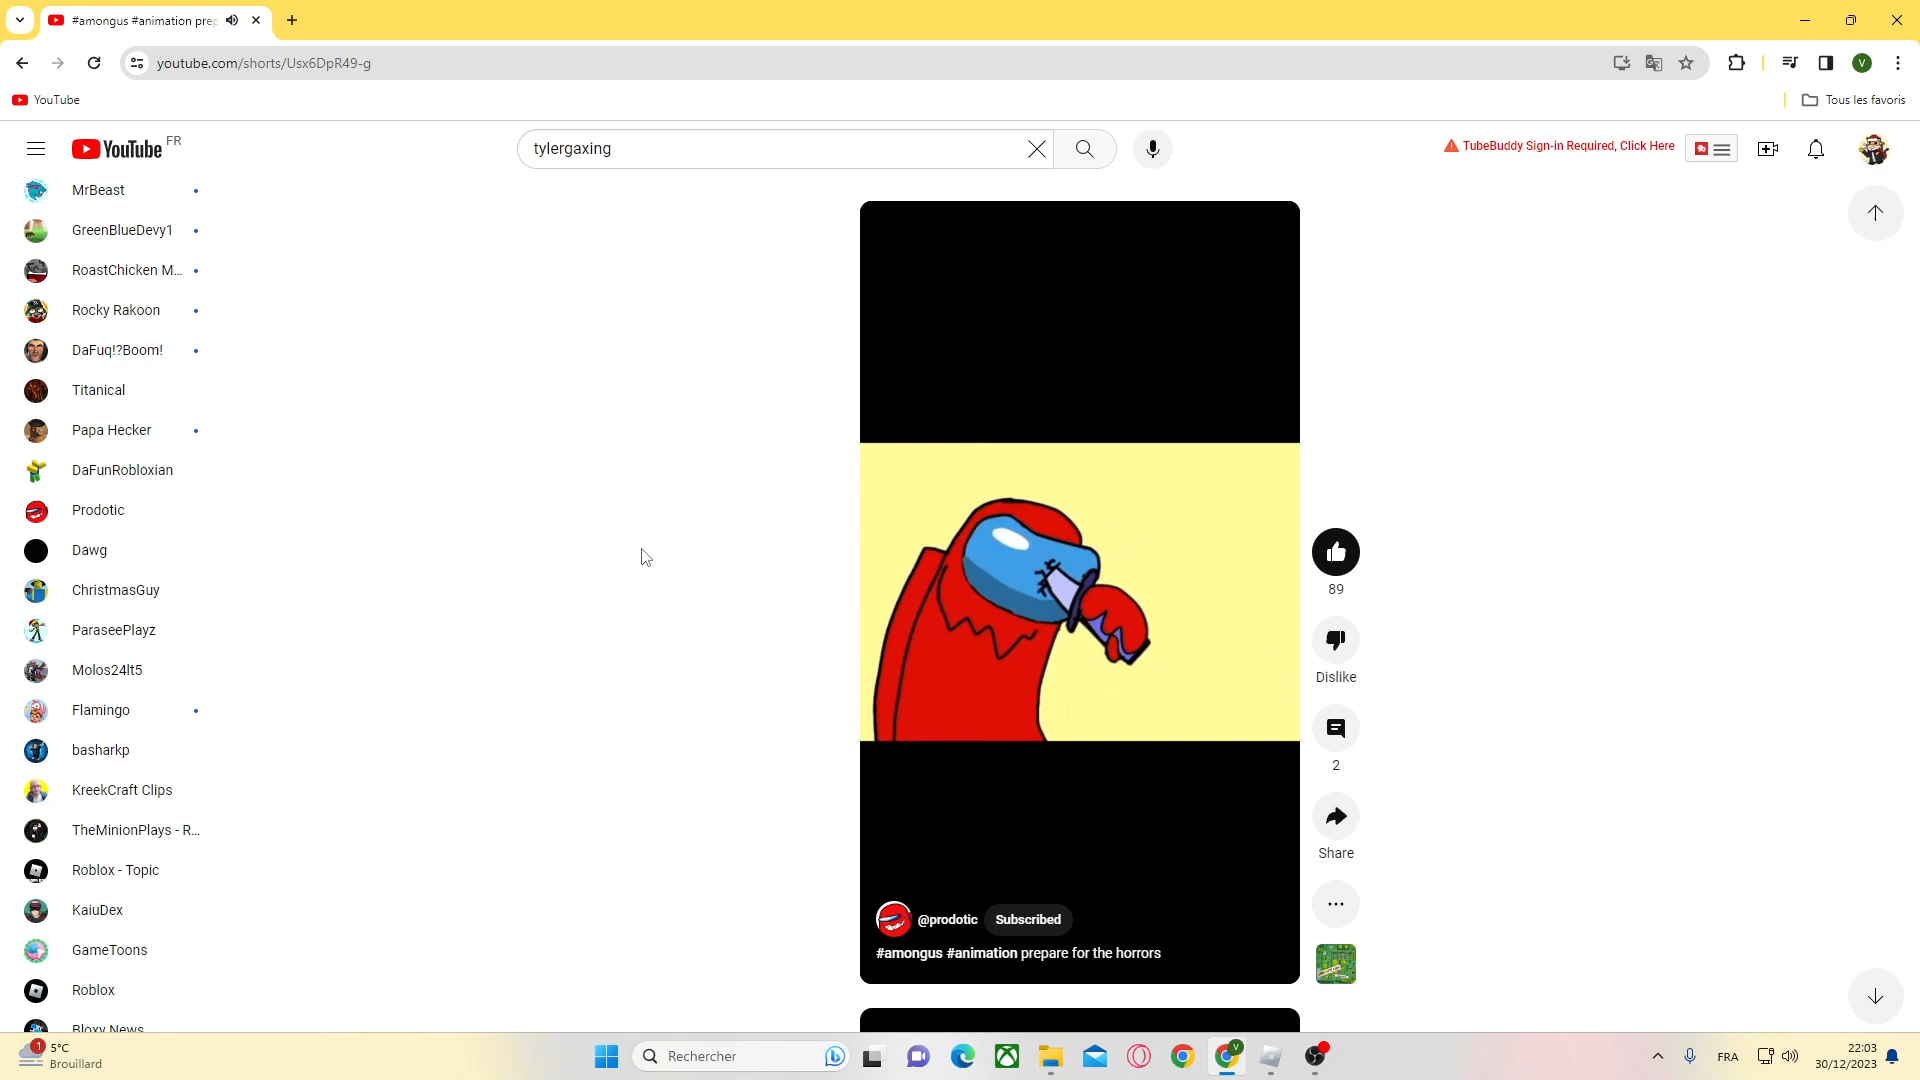 #amongus #animation prep
youtube.com/shorts/Usx6DpR49-g
V
YouTube
Tous les favoris
YouTube FR
tylergaxing
TubeBuddy Sign-in Required, Click Here
MrBeast
GreenBlueDevy1
RoastChicken M...
Rocky Rakoon
DaFuq!?Boom!
Titanical
Papa Hecker
DaFunRobloxian
Prodotic
Dawg
ChristmasGuy
ParaseePlayz
Molos24lt5
Flamingo
basharkp
KreekCraft Clips
TheMinionPlays - R...
Roblox - Topic
KaiuDex
GameToons
Roblox
Bloxy News
89
Dislike
2
Share
@prodotic Subscribed
#amongus #animation prepare for the horrors
1
5°C
Brouillard
Rechercher
V
FRA
22:03
30/12/2023